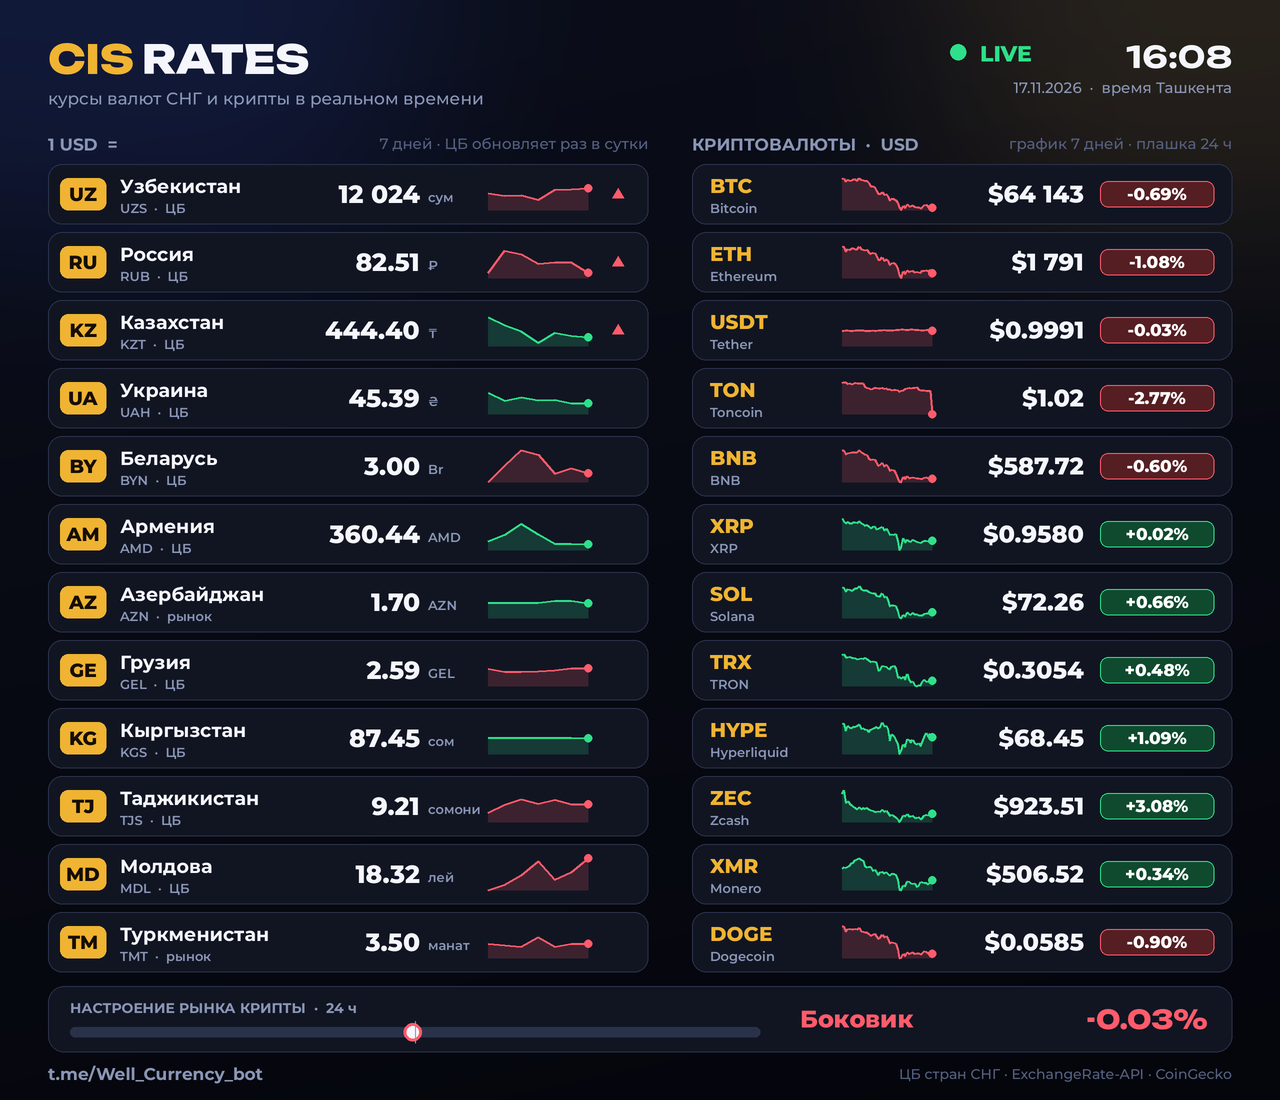 CIS RATES
курсы валют СНГ и крипты в реальном времени
LIVE 16:08
17.11.2026 · время Ташкента
1 USD =
7 дней · ЦБ обновляет раз в сутки
UZ Узбекистан 12 024 сум
UZS · ЦБ
RU Россия 82.51 ₽
RUB · ЦБ
KZ Казахстан 444.40 ₸
KZT · ЦБ
UA Украина 45.39 ₴
UAH · ЦБ
BY Беларусь 3.00 Br
BYN · ЦБ
AM Армения 360.44 AMD
AMD · ЦБ
AZ Азербайджан 1.70 AZN
AZN · рынок
GE Грузия 2.59 GEL
GEL · ЦБ
KG Кыргызстан 87.45 сом
KGS · ЦБ
TJ Таджикистан 9.21 сомони
TJS · ЦБ
MD Молдова 18.32 лей
MDL · ЦБ
TM Туркменистан 3.50 манат
TMT · рынок
КРИПТОВАЛЮТЫ · USD
график 7 дней · плашка 24 ч
BTC $64 143 -0.69%
Bitcoin
ETH $1 791 -1.08%
Ethereum
USDT $0.9991 -0.03%
Tether
TON $1.02 -2.77%
Toncoin
BNB $587.72 -0.60%
BNB
XRP $0.9580 +0.02%
XRP
SOL $72.26 +0.66%
Solana
TRX $0.3054 +0.48%
TRON
HYPE $68.45 +1.09%
Hyperliquid
ZEC $923.51 +3.08%
Zcash
XMR $506.52 +0.34%
Monero
DOGE $0.0585 -0.90%
Dogecoin
НАСТРОЕНИЕ РЫНКА КРИПТЫ · 24 ч
Боковик -0.03%
t.me/Well_Currency_bot
ЦБ стран СНГ · ExchangeRate-API · CoinGecko